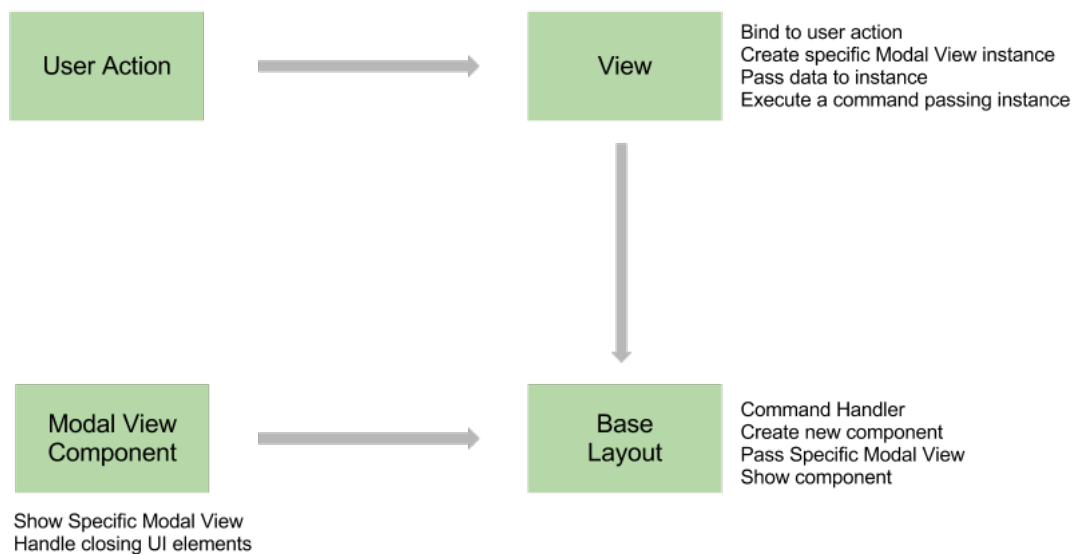 User Action
View
Bind to user action
Create specific Modal View instance
Pass data to instance
Execute a command passing instance
Modal View
Component
Base
Layout
Command Handler
Create new component
Pass Specific Modal View
Show component
Show Specific Modal View
Handle closing UI elements